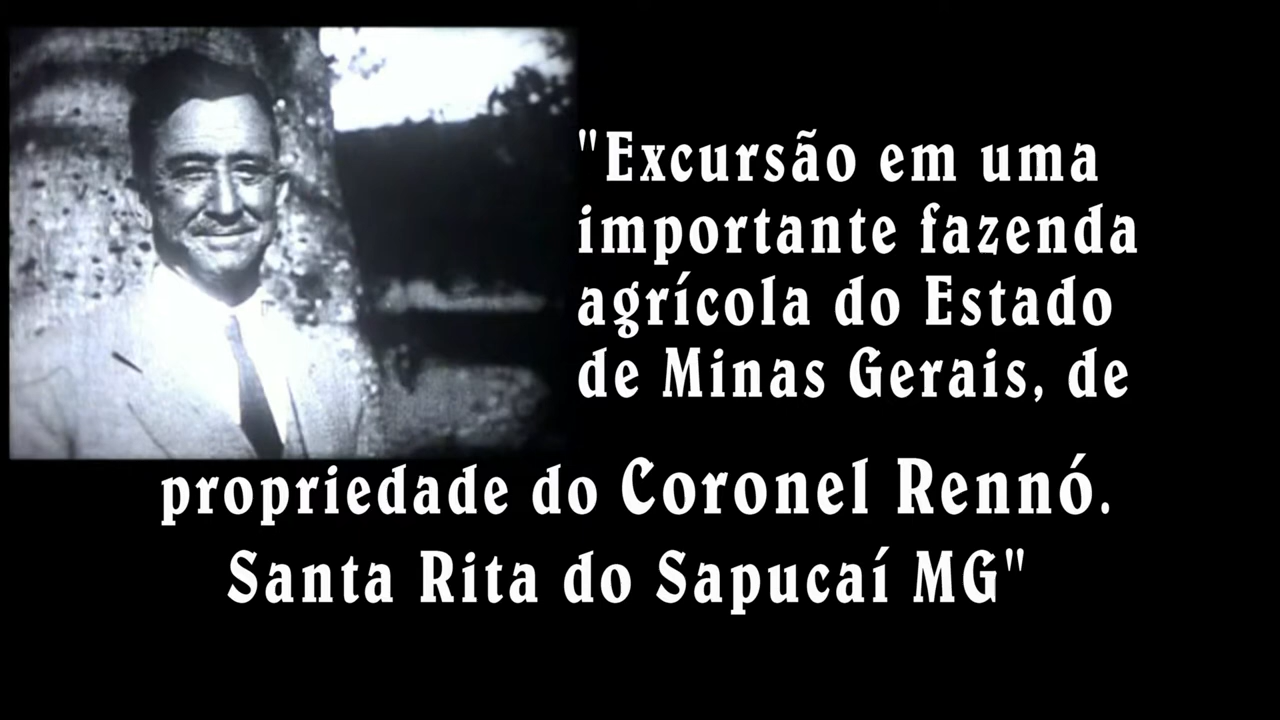 "Excursão em uma
importante fazenda
agrícola do Estado
de Minas Gerais, de
propriedade do Coronel Rennó.
Santa Rita do Sapucaí MG"